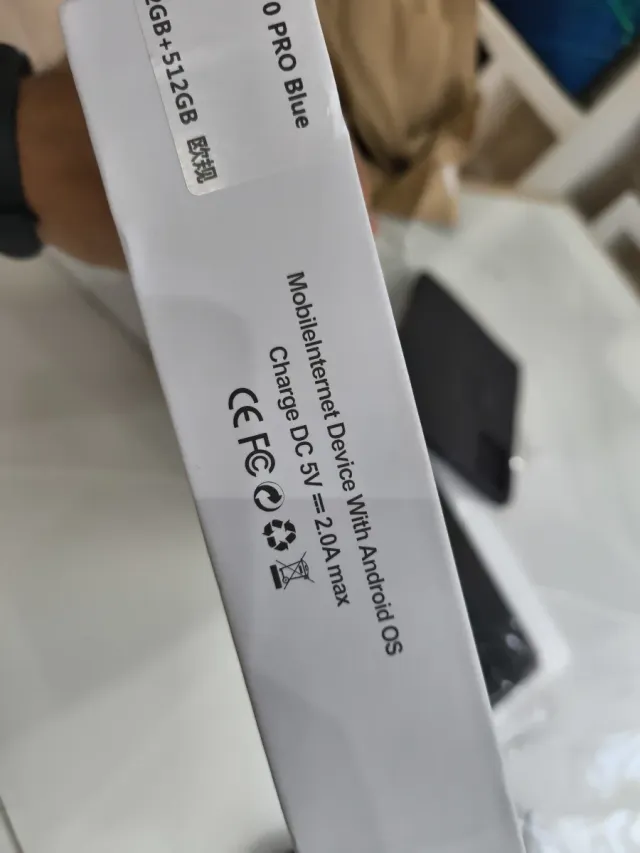 0 PRO Blue
2GB+512GB 欧规
MobileInternet Device With Android OS
Charge DC 5V ⎓ 2.0A max
CE FC